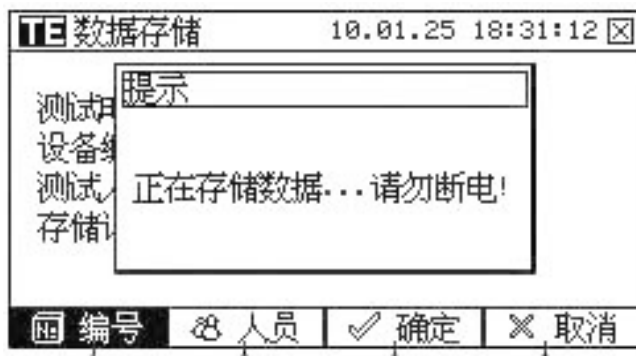 TE 数据存储 10.01.25 18:31:12
提示
测试
设备
正在存储数据...请勿断电!
测试人
存储
编号 人员 确定 取消